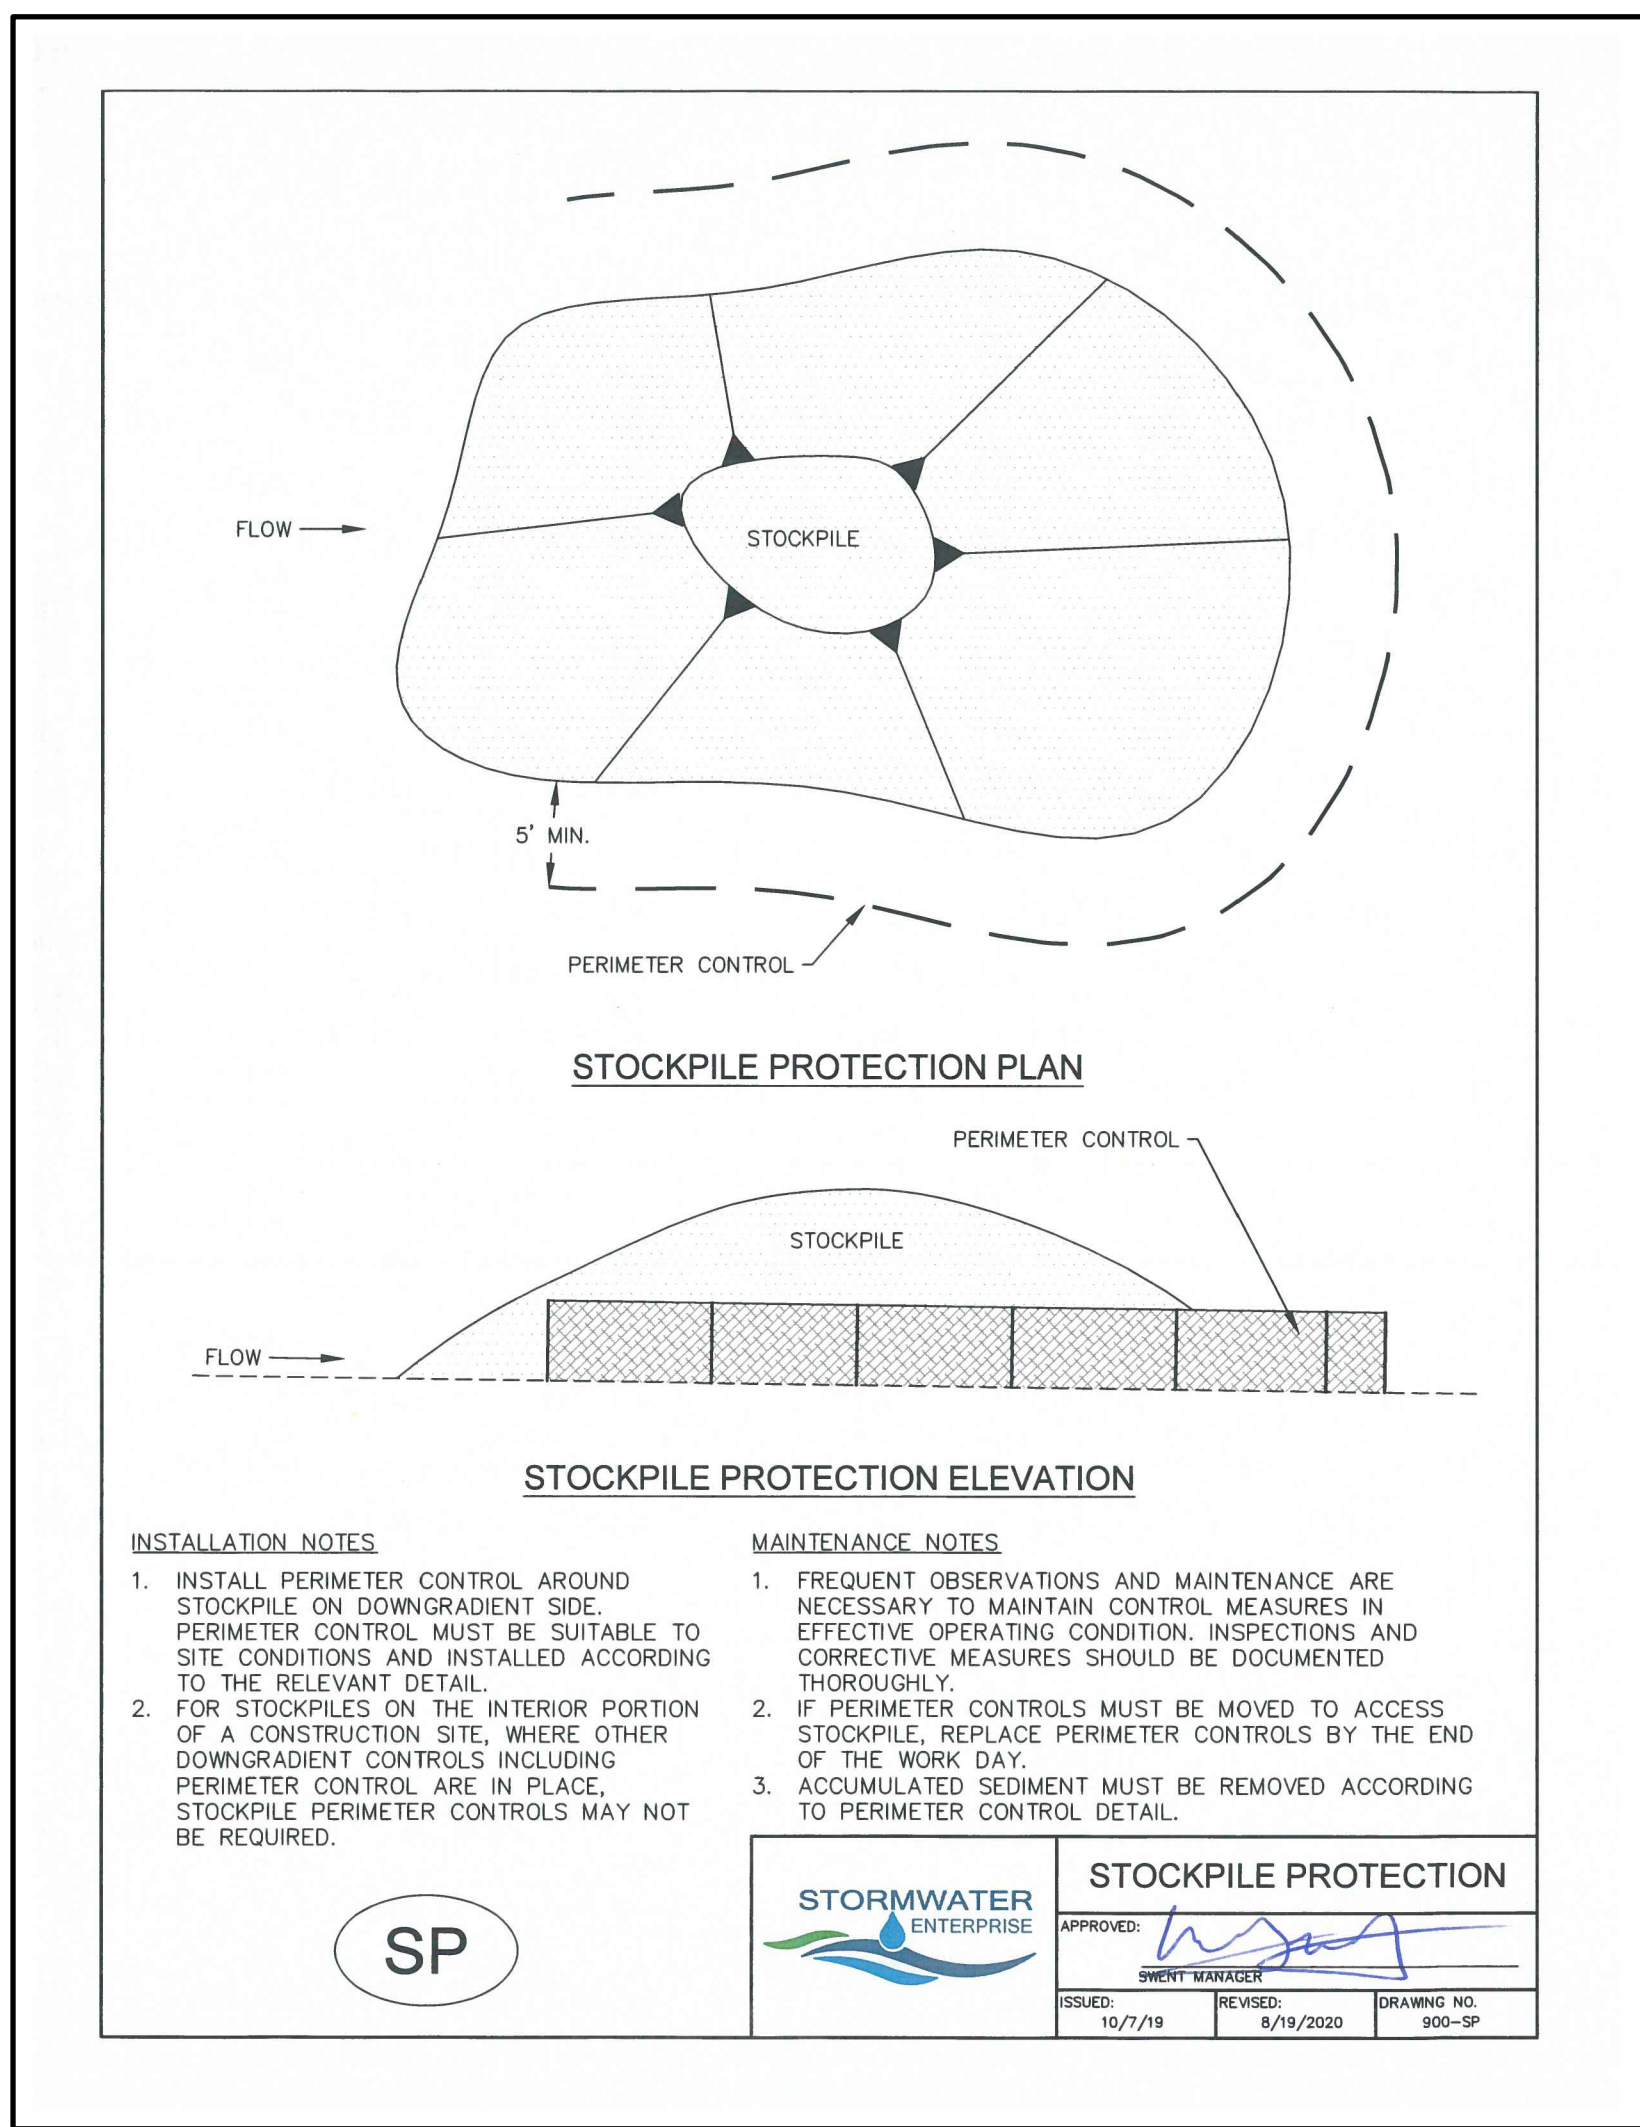 FLOW
STOCKPILE
5' MIN.
PERIMETER CONTROL
STOCKPILE PROTECTION PLAN
PERIMETER CONTROL
STOCKPILE
FLOW
STOCKPILE PROTECTION ELEVATION
INSTALLATION NOTES
1. INSTALL PERIMETER CONTROL AROUND
STOCKPILE ON DOWNGRADIENT SIDE.
PERIMETER CONTROL MUST BE SUITABLE TO
SITE CONDITIONS AND INSTALLED ACCORDING
TO THE RELEVANT DETAIL.
2. FOR STOCKPILES ON THE INTERIOR PORTION
OF A CONSTRUCTION SITE, WHERE OTHER
DOWNGRADIENT CONTROLS INCLUDING
PERIMETER CONTROL ARE IN PLACE,
STOCKPILE PERIMETER CONTROLS MAY NOT
BE REQUIRED.
MAINTENANCE NOTES
1. FREQUENT OBSERVATIONS AND MAINTENANCE ARE
NECESSARY TO MAINTAIN CONTROL MEASURES IN
EFFECTIVE OPERATING CONDITION. INSPECTIONS AND
CORRECTIVE MEASURES SHOULD BE DOCUMENTED
THOROUGHLY.
2. IF PERIMETER CONTROLS MUST BE MOVED TO ACCESS
STOCKPILE, REPLACE PERIMETER CONTROLS BY THE END
OF THE WORK DAY.
3. ACCUMULATED SEDIMENT MUST BE REMOVED ACCORDING
TO PERIMETER CONTROL DETAIL.
SP
STORMWATER
ENTERPRISE
STOCKPILE PROTECTION
APPROVED:
SWENT MANAGER
ISSUED:
10/7/19
REVISED:
8/19/2020
DRAWING NO.
900-SP